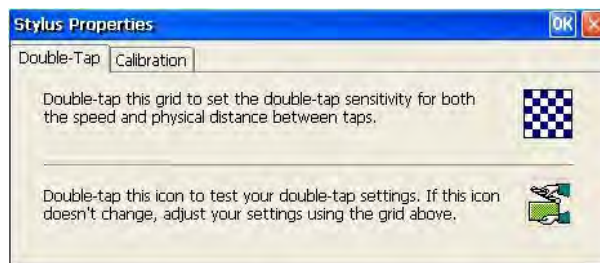 Stylus Properties OK
Double-Tap Calibration
Double-tap this grid to set the double-tap sensitivity for both
the speed and physical distance between taps.
Double-tap this icon to test your double-tap settings. If this icon
doesn't change, adjust your settings using the grid above.